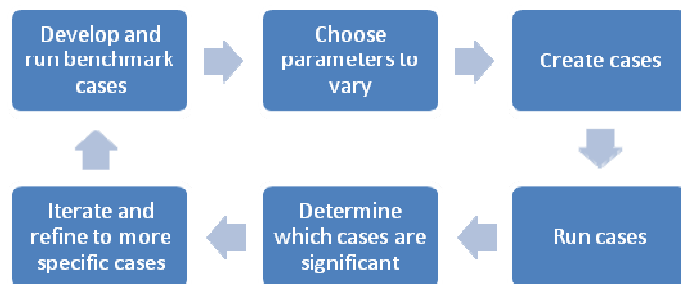 Develop and
run benchmark
cases
Choose
parameters to
vary
Create cases
Run cases
Determine
which cases are
significant
Iterate and
refine to more
specific cases